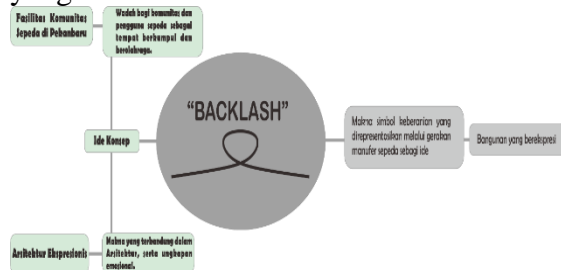 Fasilitas Komunitas
Sepeda di Pekanbaru
Wadah bagi komunitas dan
pengguna sepeda sebagai
tempat berkumpul dan
berolahraga.
Ide Konsep
"BACKLASH"
Makna simbol keberanian yang
direpresentasikan melalui gerakan
manufer sepeda sebagi ide
Bangunan yang berekspresi
Arsitektur Ekspresionis
Makna yang terkandung dalam
Arsitektur, serta ungkapan
emosional.